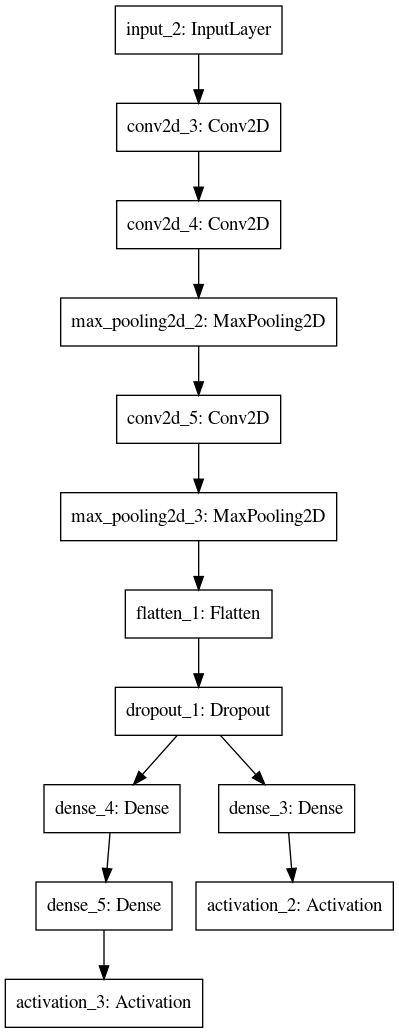 input_2: InputLayer
conv2d_3: Conv2D
conv2d_4: Conv2D
max_pooling2d_2: MaxPooling2D
conv2d_5: Conv2D
max_pooling2d_3: MaxPooling2D
flatten_1: Flatten
dropout_1: Dropout
dense_4: Dense
dense_3: Dense
dense_5: Dense
activation_2: Activation
activation_3: Activation